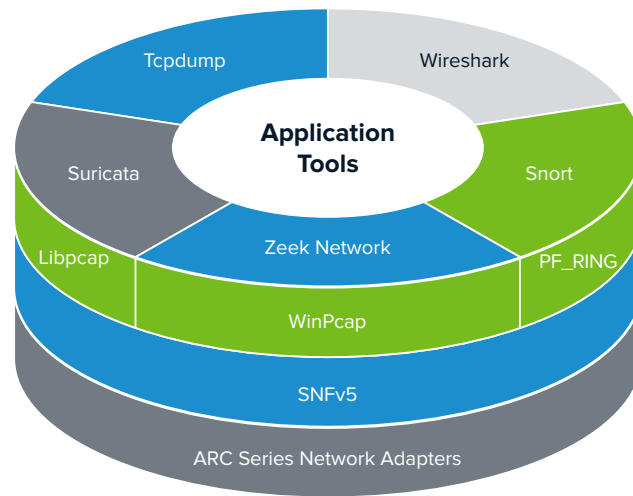 Tcpdump
Wireshark
Application
Tools
Suricata
Snort
Zeek Network
Libpcap
PF_RING
WinPcap
SNFv5
ARC Series Network Adapters